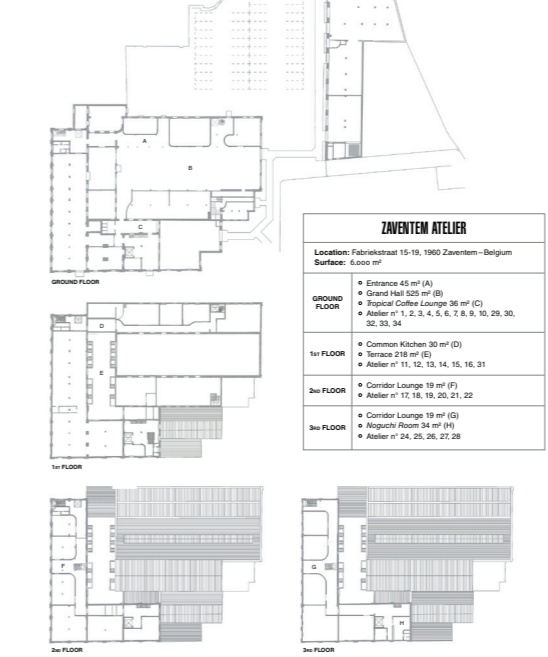 A
B
C
GROUND FLOOR
D
E
1ST FLOOR
F
2ND FLOOR
G
H
3RD FLOOR
ZAVENTEM ATELIER
Location: Fabriekstraat 15-19, 1960 Zaventem – Belgium
Surface: 6.000 m²
GROUND FLOOR
Entrance 45 m² (A)
Grand Hall 525 m² (B)
Tropical Coffee Lounge 36 m² (C)
Atelier n° 1, 2, 3, 4, 5, 6, 7, 8, 9, 10, 29, 30,
32, 33, 34
1ST FLOOR
Common Kitchen 30 m² (D)
Terrace 218 m² (E)
Atelier n° 11, 12, 13, 14, 15, 16, 31
2ND FLOOR
Corridor Lounge 19 m² (F)
Atelier n° 17, 18, 19, 20, 21, 22
3RD FLOOR
Corridor Lounge 19 m² (G)
Noguchi Room 34 m² (H)
Atelier n° 24, 25, 26, 27, 28